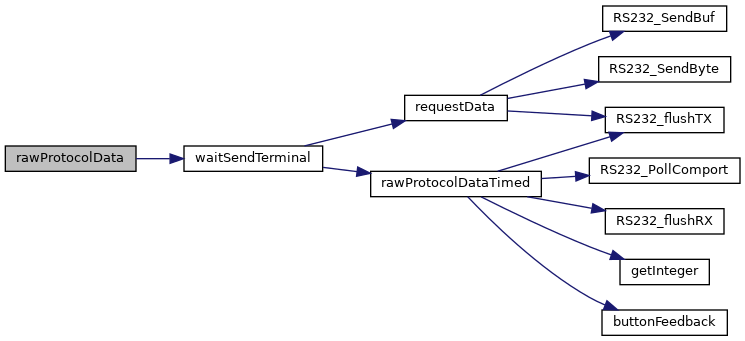 rawProtocolData
waitSendTerminal
requestData
rawProtocolDataTimed
RS232_SendBuf
RS232_SendByte
RS232_flushTX
RS232_PollComport
RS232_flushRX
getInteger
buttonFeedback